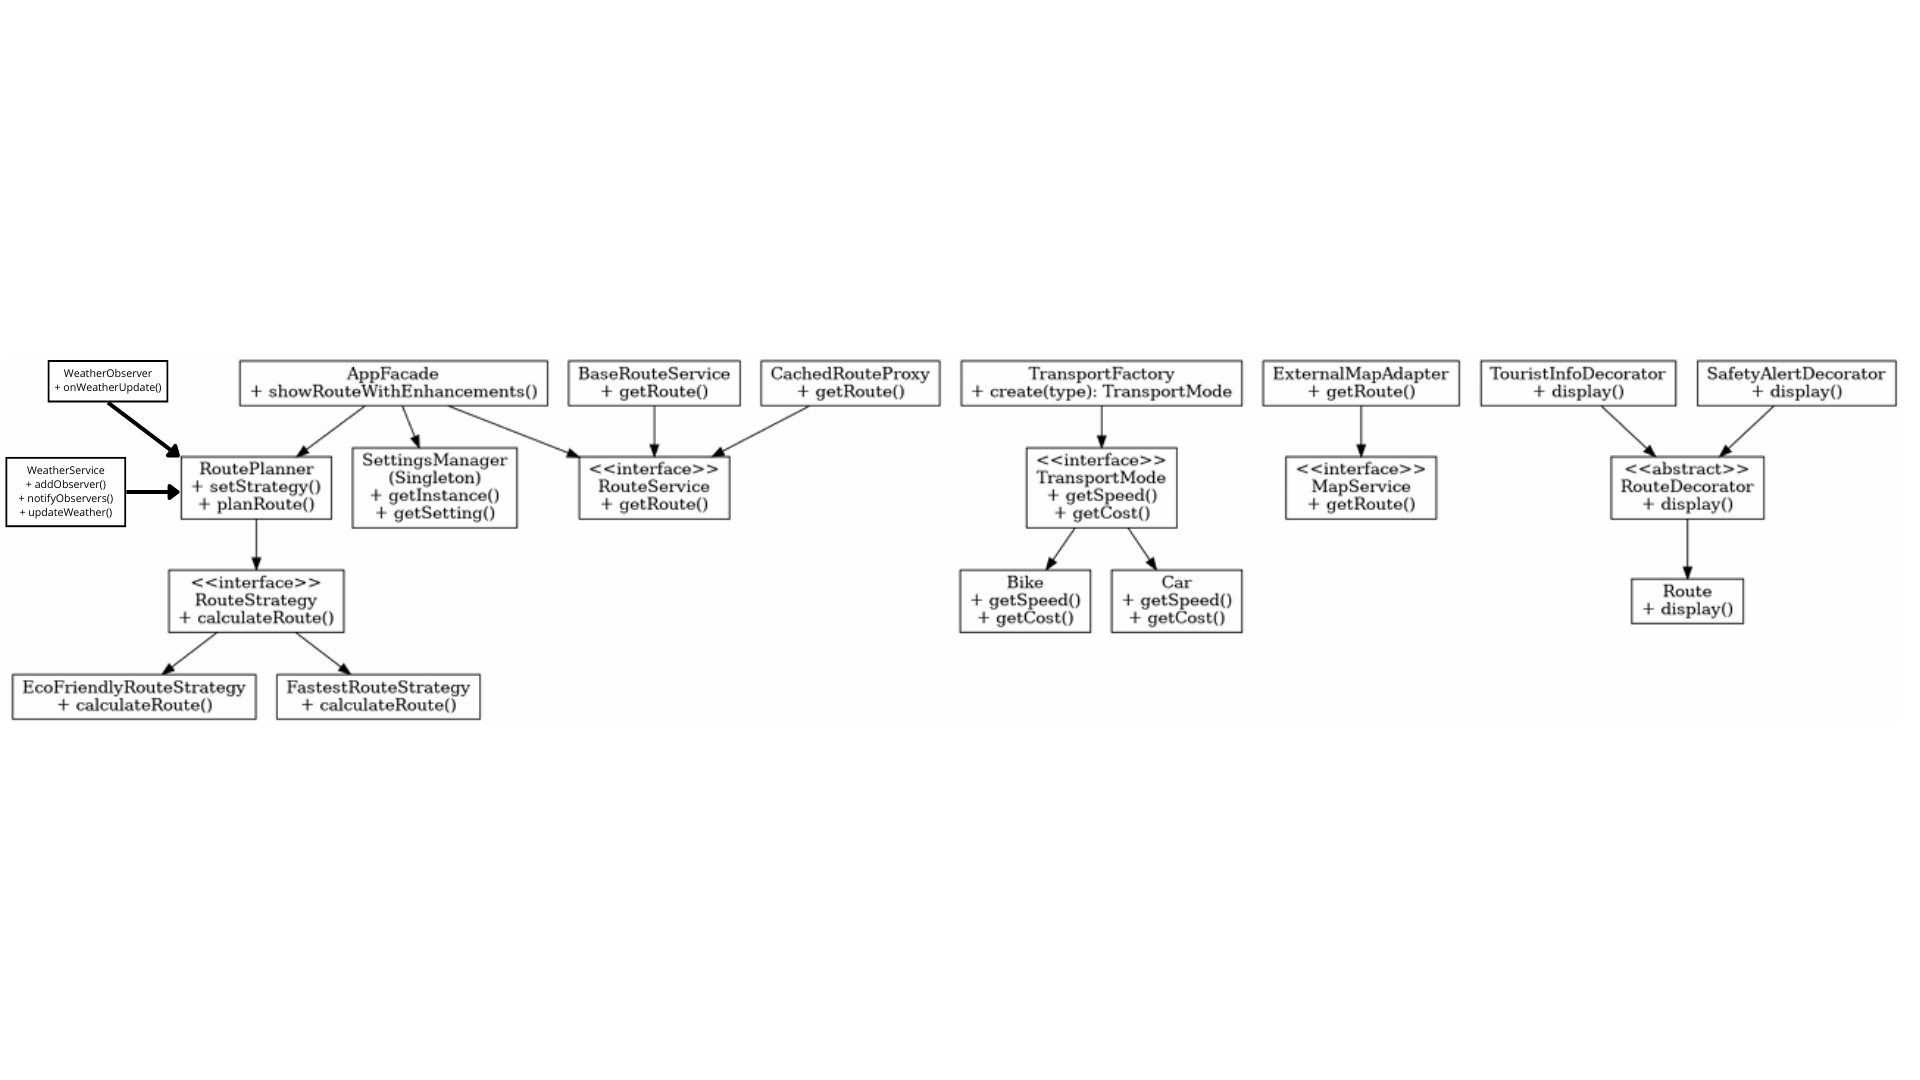 WeatherObserver
+ onWeatherUpdate()
AppFacade
+ showRouteWithEnhancements()
BaseRouteService
+ getRoute()
CachedRouteProxy
+ getRoute()
TransportFactory
+ create(type): TransportMode
ExternalMapAdapter
+ getRoute()
TouristInfoDecorator
+ display()
SafetyAlertDecorator
+ display()
WeatherService
+ addObserver()
+ notifyObservers()
+ updateWeather()
RoutePlanner
+ setStrategy()
+ planRoute()
SettingsManager
(Singleton)
+ getInstance()
+ getSetting()
<<interface>>
RouteService
+ getRoute()
<<interface>>
TransportMode
+ getSpeed()
+ getCost()
<<interface>>
MapService
+ getRoute()
<<abstract>>
RouteDecorator
+ display()
<<interface>>
RouteStrategy
+ calculateRoute()
Bike
+ getSpeed()
+ getCost()
Car
+ getSpeed()
+ getCost()
Route
+ display()
EcoFriendlyRouteStrategy
+ calculateRoute()
FastestRouteStrategy
+ calculateRoute()